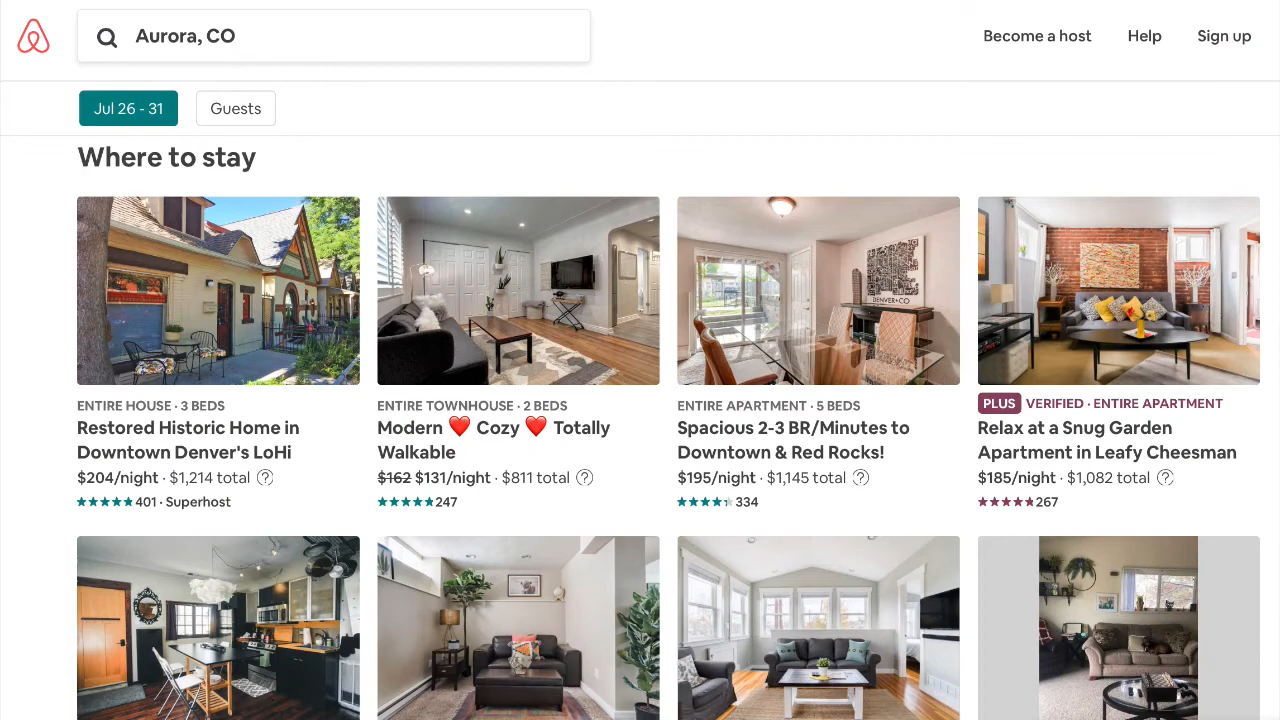 Aurora, CO
Become a host
Help
Sign up
Jul 26 - 31
Guests
Where to stay
ENTIRE HOUSE · 3 BEDS
Restored Historic Home in
Downtown Denver's LoHi
$204/night · $1,214 total ?
401 · Superhost
ENTIRE TOWNHOUSE · 2 BEDS
Modern ❤️ Cozy ❤️ Totally
Walkable
$162 $131/night · $811 total ?
247
DENVER•CO
ENTIRE APARTMENT · 5 BEDS
Spacious 2-3 BR/Minutes to
Downtown & Red Rocks!
$195/night · $1,145 total ?
334
PLUS VERIFIED · ENTIRE APARTMENT
Relax at a Snug Garden
Apartment in Leafy Cheesman
$185/night · $1,082 total ?
267